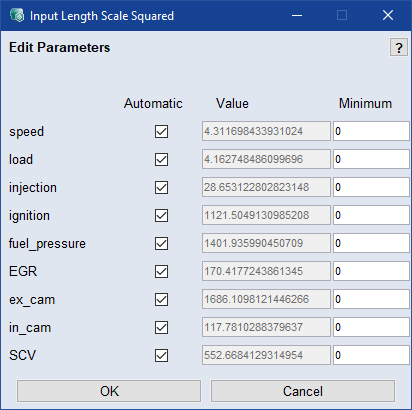 Input Length Scale Squared
Edit Parameters ?
Automatic Value Minimum
speed 4.311698433931024 0
load 4.162748486099696 0
injection 28.653122802823148 0
ignition 1121.5049130985208 0
fuel_pressure 1401.935990450709 0
EGR 170.4177243861345 0
ex_cam 1686.1098121446266 0
in_cam 117.7810288379637 0
SCV 552.6684129314954 0
OK Cancel